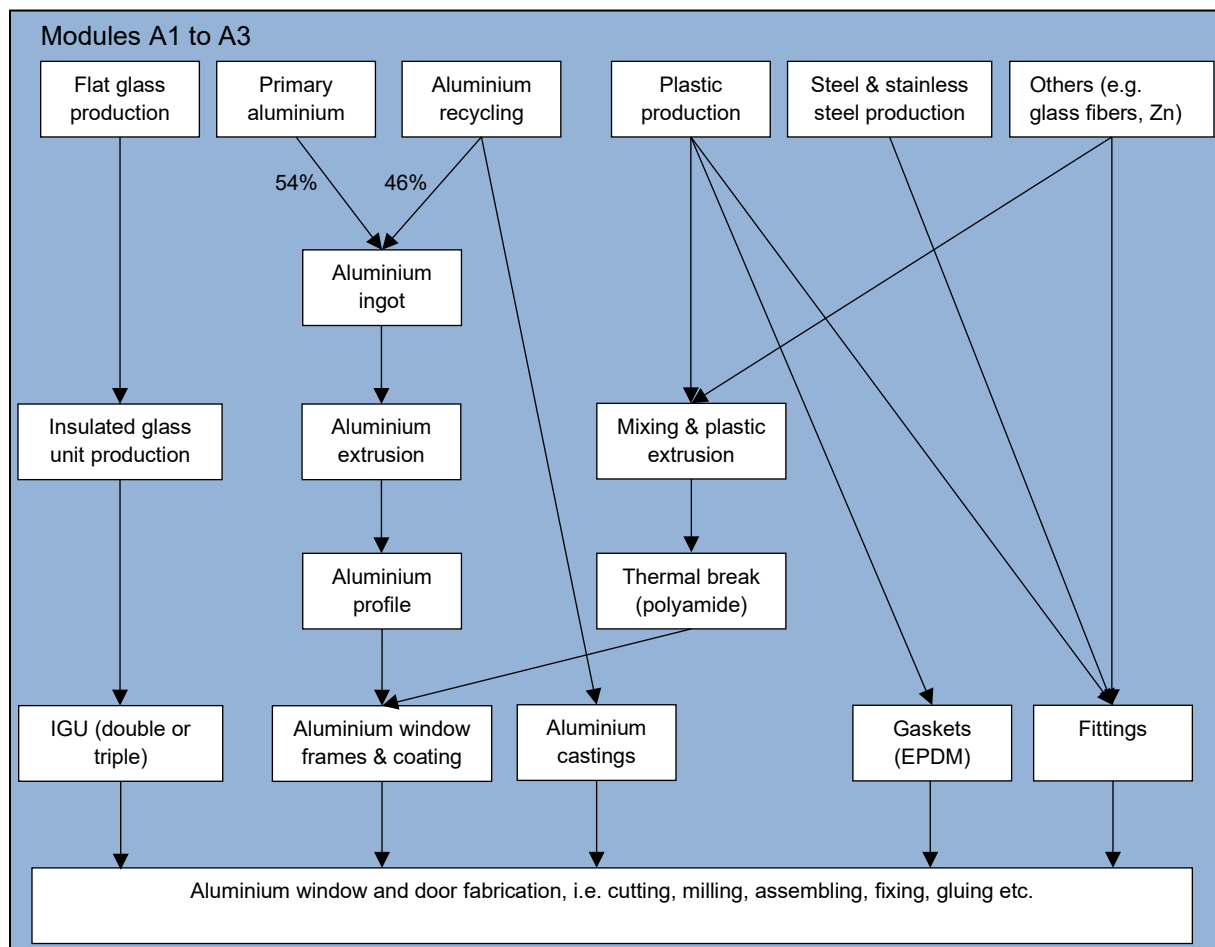 Modules A1 to A3
Flat glass
production
Primary
aluminium
Aluminium
recycling
Plastic
production
Steel & stainless
steel production
Others (e.g.
glass fibers, Zn)
54%
46%
Aluminium
ingot
Insulated glass
unit production
Aluminium
extrusion
Mixing & plastic
extrusion
Aluminium
profile
Thermal break
(polyamide)
IGU (double or
triple)
Aluminium window
frames & coating
Aluminium
castings
Gaskets
(EPDM)
Fittings
Aluminium window and door fabrication, i.e. cutting, milling, assembling, fixing, gluing etc.